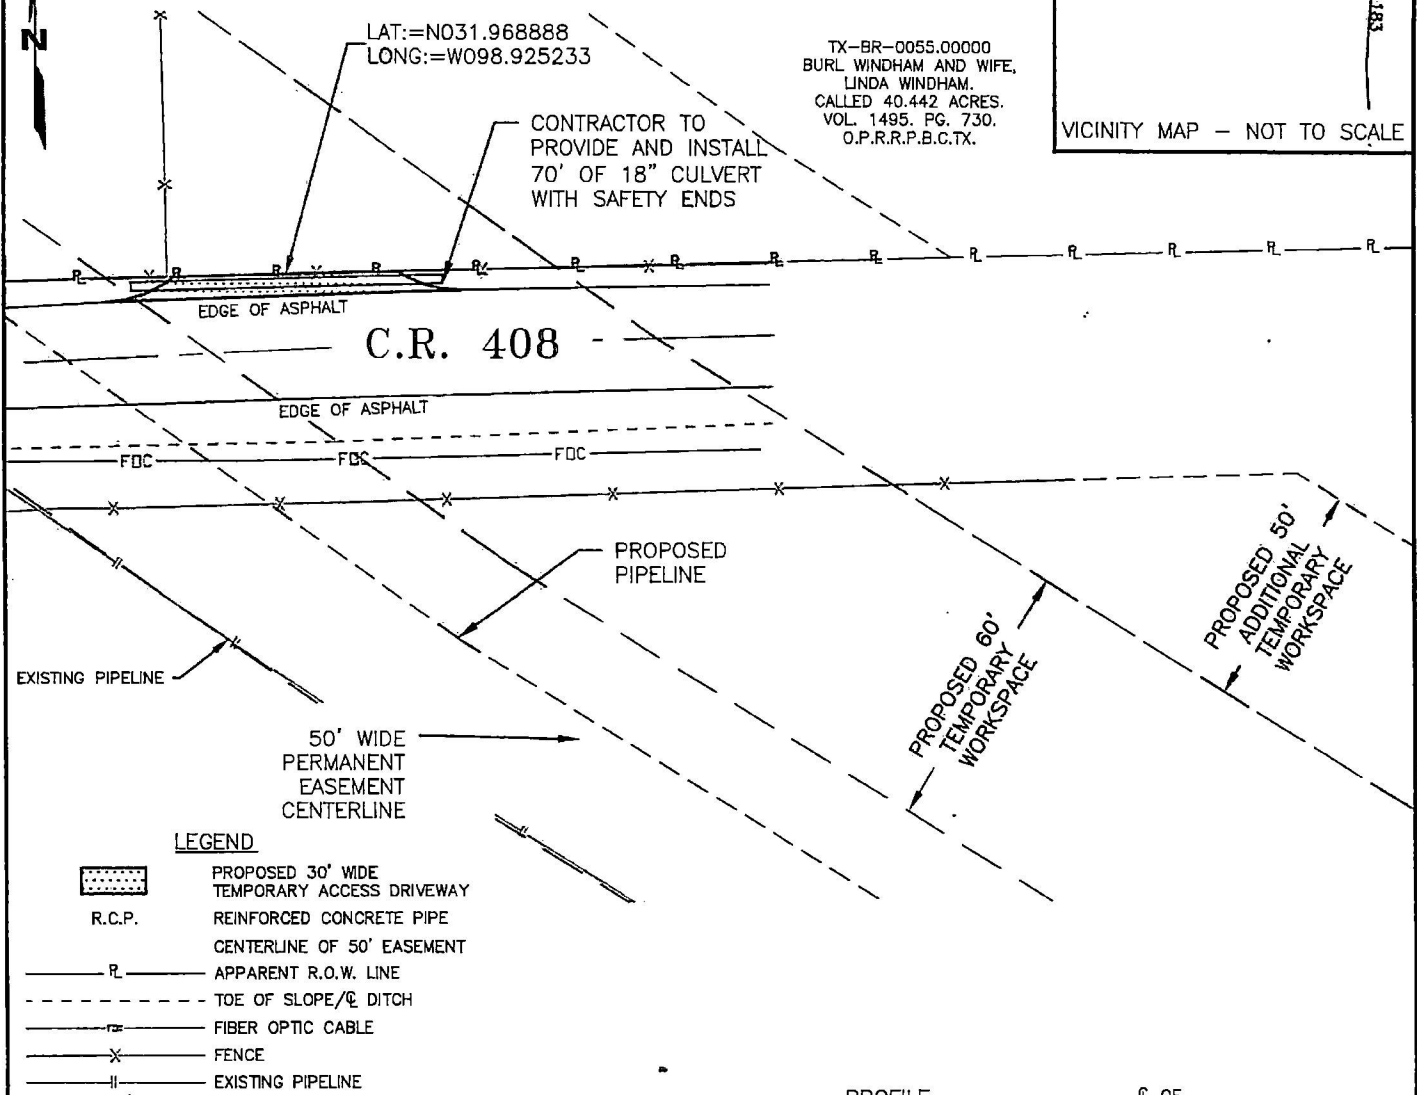 N
LAT:=N031.968888
LONG:=W098.925233
TX-BR-0055.00000
BURL WINDHAM AND WIFE,
LINDA WINDHAM.
CALLED 40.442 ACRES.
VOL. 1495. PG. 730.
O.P.R.R.P.B.C.TX.
183
VICINITY MAP - NOT TO SCALE
CONTRACTOR TO
PROVIDE AND INSTALL
70' OF 18" CULVERT
WITH SAFETY ENDS
EDGE OF ASPHALT
C.R. 408
EDGE OF ASPHALT
FOC FOC FOC
PROPOSED
PIPELINE
EXISTING PIPELINE
50' WIDE
PERMANENT
EASEMENT
CENTERLINE
PROPOSED 60'
TEMPORARY
WORKSPACE
PROPOSED 50'
ADDITIONAL
TEMPORARY
WORKSPACE
LEGEND
PROPOSED 30' WIDE
TEMPORARY ACCESS DRIVEWAY
R.C.P. REINFORCED CONCRETE PIPE
CENTERLINE OF 50' EASEMENT
APPARENT R.O.W. LINE
TOE OF SLOPE/℄ DITCH
FIBER OPTIC CABLE
FENCE
EXISTING PIPELINE